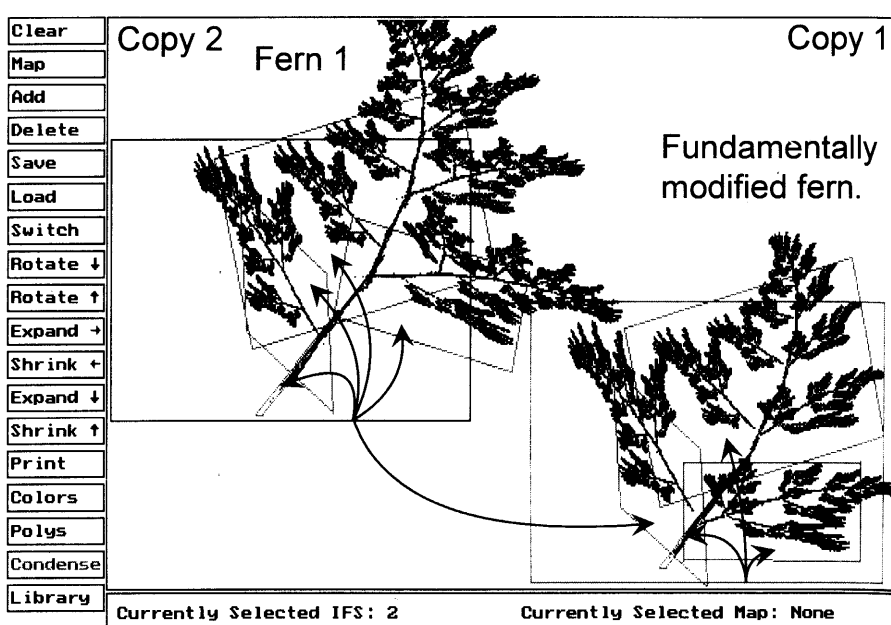 Clear
Map
Add
Delete
Save
Load
Switch
Rotate ↓
Rotate ↑
Expand →
Shrink ←
Expand ↓
Shrink ↑
Print
Colors
Polys
Condense
Library
Copy 2
Fern 1
Copy 1
Fundamentally
modified fern.
Currently Selected IFS: 2
Currently Selected Map: None